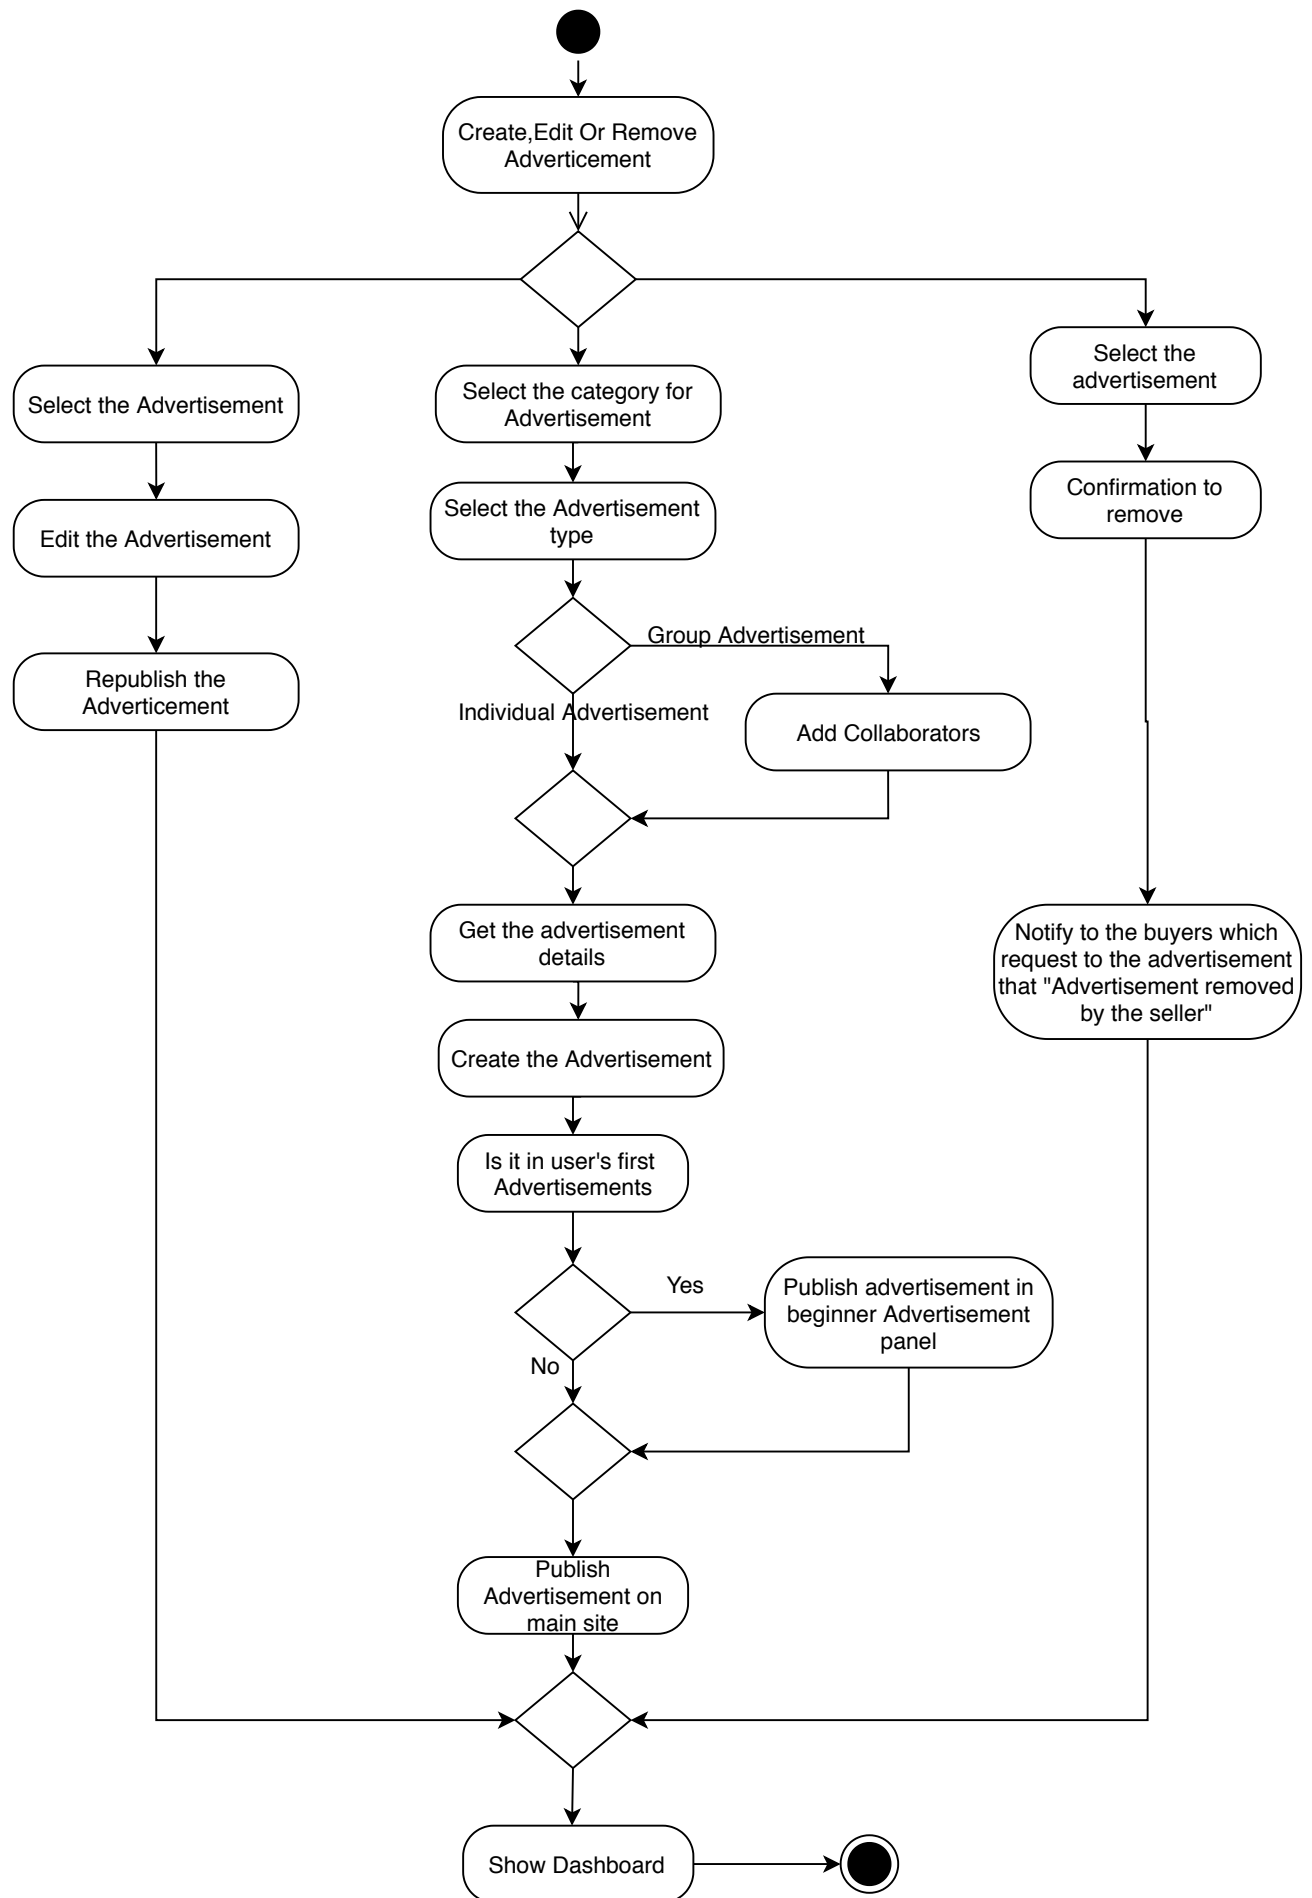 Create,Edit Or Remove
Adverticement
Select the Advertisement
Edit the Advertisement
Republish the
Adverticement
Select the category for
Advertisement
Select the Advertisement
type
Group Advertisement
Individual Advertisement
Add Collaborators
Get the advertisement
details
Create the Advertisement
Is it in user's first
Advertisements
Yes
No
Publish advertisement in
beginner Advertisement
panel
Publish
Advertisement on
main site
Select the
advertisement
Confirmation to
remove
Notify to the buyers which
request to the advertisement
that "Advertisement removed
by the seller"
Show Dashboard